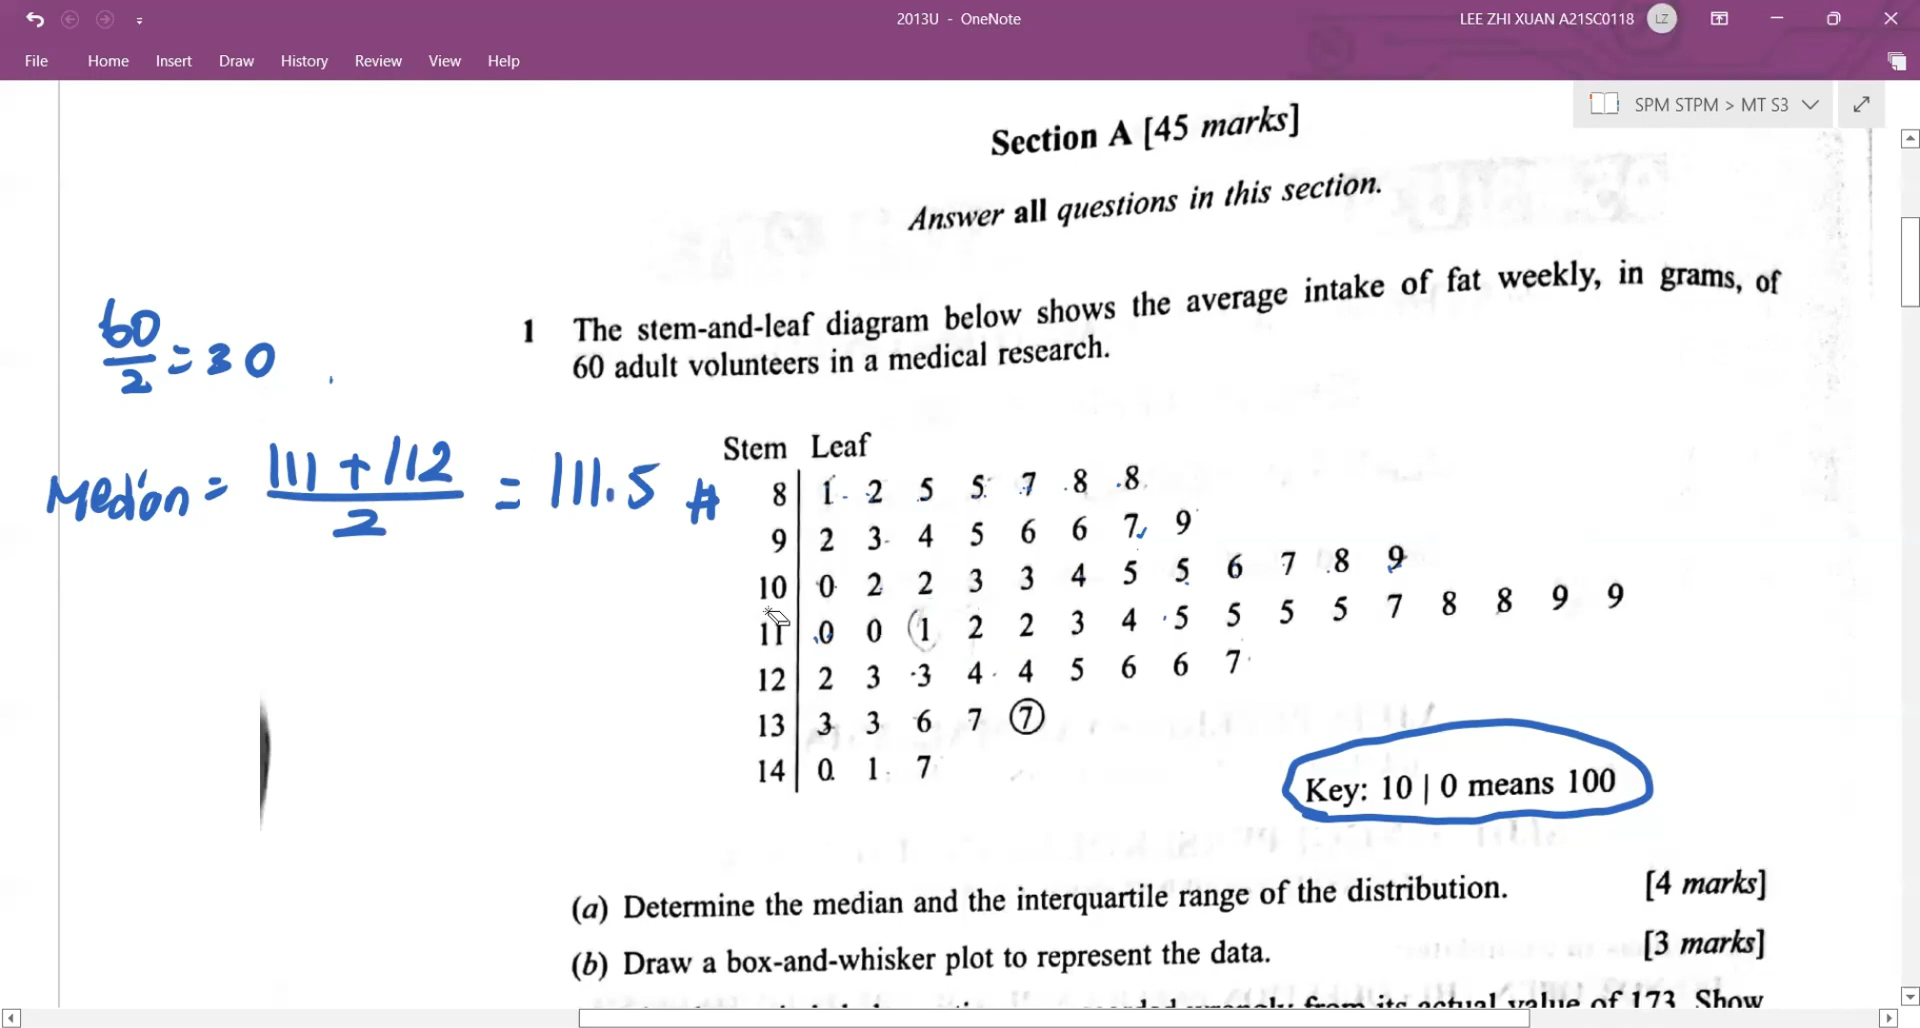 2013U - OneNote
LEE ZHI XUAN A21SC0118
LZ
File Home Insert Draw History Review View Help
SPM STPM > MT S3
Section A [45 marks]
Answer all questions in this section.
1 The stem-and-leaf diagram below shows the average intake of fat weekly, in grams, of
60 adult volunteers in a medical research.
60/2 = 30
Median = 111 + 112 / 2 = 111.5 #
Stem Leaf
8 | 1 2 5 5 7 8 8
9 | 2 3 4 5 6 6 7 9
10 | 0 2 2 3 3 4 5 5 6 7 8 9
11 | 0 0 1 2 2 3 4 5 5 5 5 7 8 8 9 9
12 | 2 3 3 4 4 5 6 6 7
13 | 3 3 6 7 7
14 | 0 1 7
Key: 10 | 0 means 100
(a) Determine the median and the interquartile range of the distribution. [4 marks]
(b) Draw a box-and-whisker plot to represent the data. [3 marks]
from its actual value of 173. Show